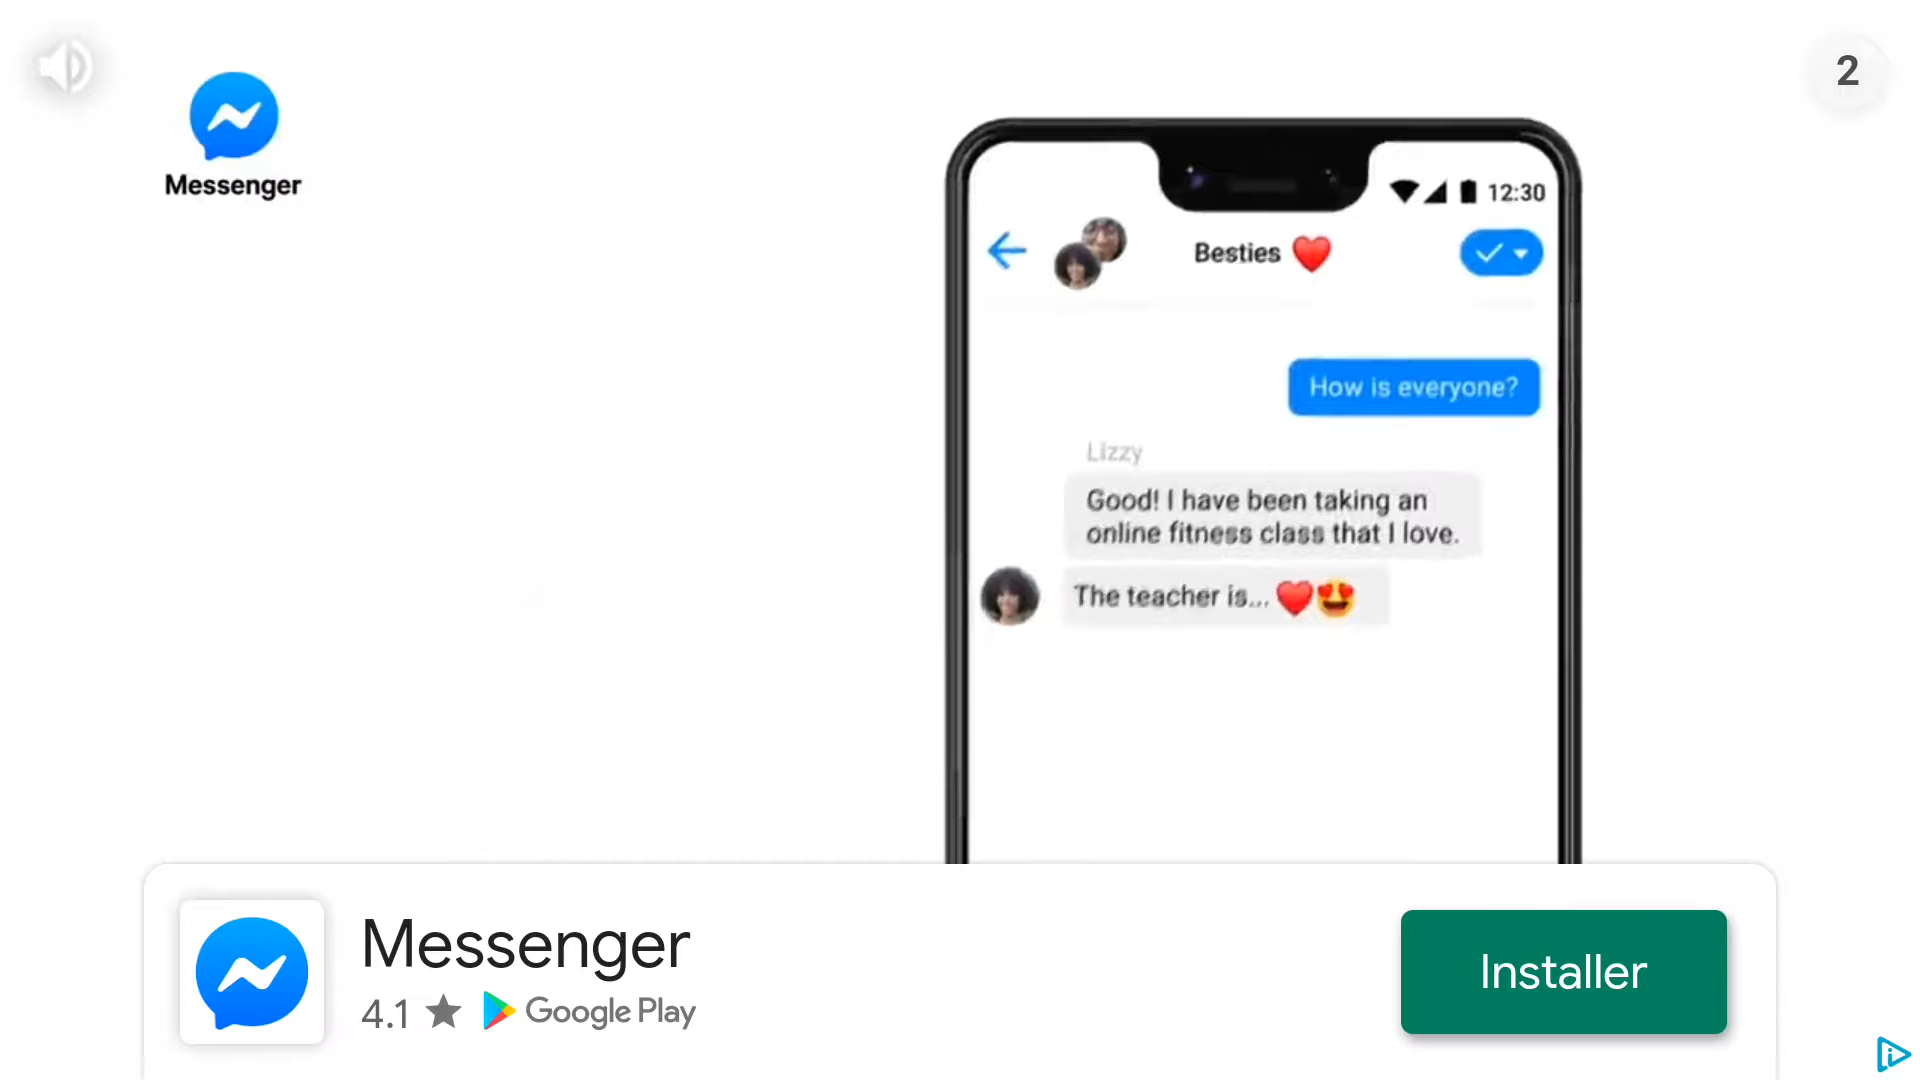 2
Messenger
12:30
Besties ❤️
How is everyone?
Lizzy
Good! I have been taking an
online fitness class that I love.
The teacher is... ❤️😍
Messenger
4.1 ★ Google Play
Installer